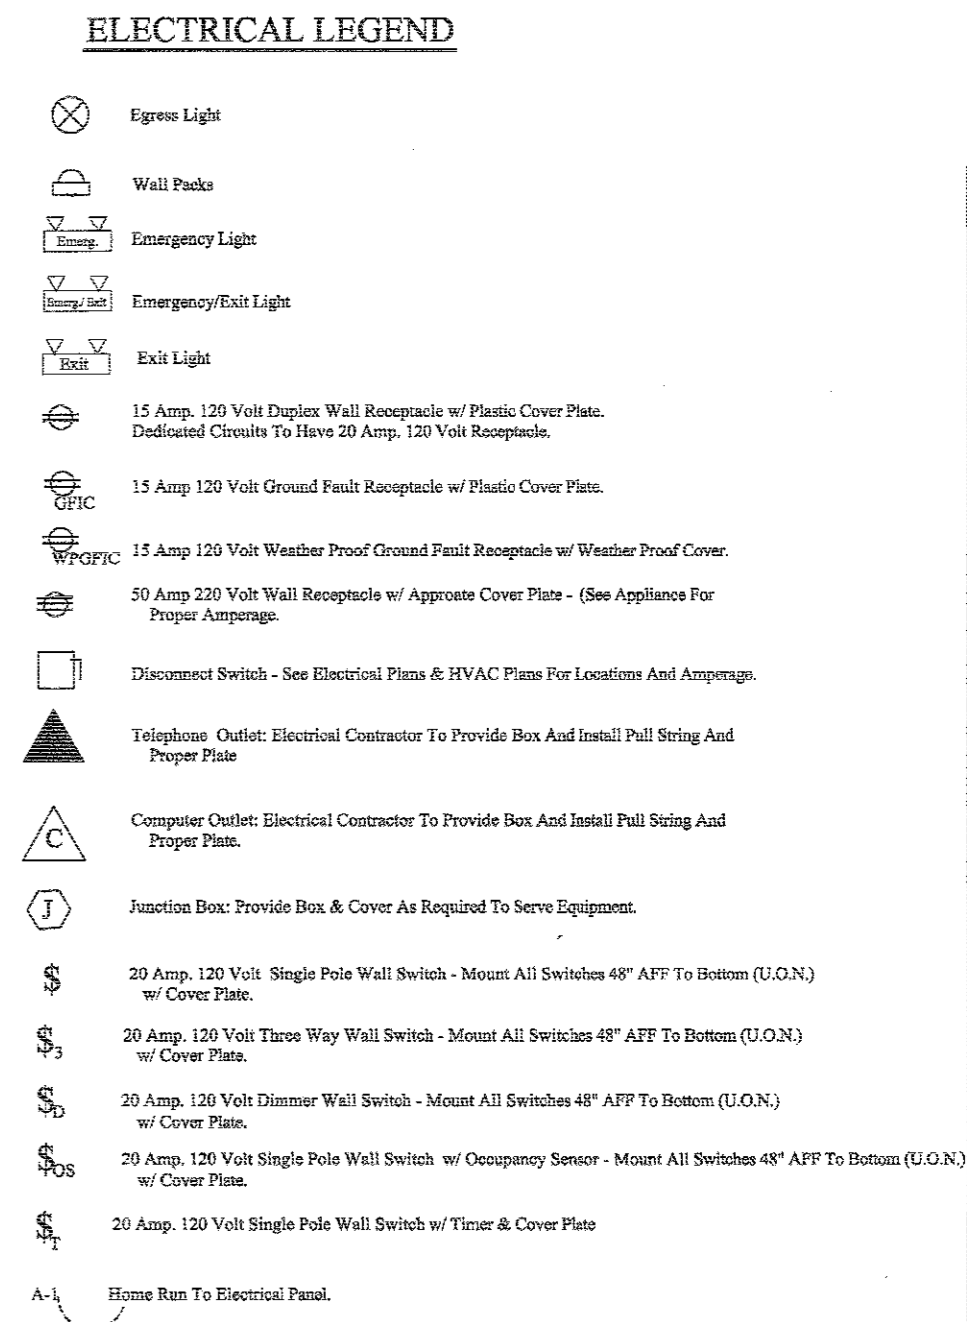 ELECTRICAL LEGEND
Egress Light
Wall Packs
Emerg. Emergency Light
Emerg./ Exit Emergency/Exit Light
Exit Exit Light
15 Amp. 120 Volt Duplex Wall Receptacle w/ Plastic Cover Plate.
Dedicated Circuits To Have 20 Amp. 120 Volt Receptacle.
GFIC 15 Amp 120 Volt Ground Fault Receptacle w/ Plastic Cover Plate.
WPGFIC 15 Amp 120 Volt Weather Proof Ground Fault Receptacle w/ Weather Proof Cover.
50 Amp 220 Volt Wall Receptacle w/ Approate Cover Plate - (See Appliance For
Proper Amperage.
Disconnect Switch - See Electrical Plans & HVAC Plans For Locations And Amperage.
Telephone Outlet: Electrical Contractor To Provide Box And Install Pull String And
Proper Plate
C Computer Outlet: Electrical Contractor To Provide Box And Install Pull String And
Proper Plate.
J Junction Box: Provide Box & Cover As Required To Serve Equipment.
$ 20 Amp. 120 Volt Single Pole Wall Switch - Mount All Switches 48" AFF To Bottom (U.O.N.)
w/ Cover Plate.
$3 20 Amp. 120 Volt Three Way Wall Switch - Mount All Switches 48" AFF To Bottom (U.O.N.)
w/ Cover Plate.
$D 20 Amp. 120 Volt Dimmer Wall Switch - Mount All Switches 48" AFF To Bottom (U.O.N.)
w/ Cover Plate.
$OS 20 Amp. 120 Volt Single Pole Wall Switch w/ Occupancy Sensor - Mount All Switches 48" AFF To Bottom (U.O.N.)
w/ Cover Plate.
$T 20 Amp. 120 Volt Single Pole Wall Switch w/ Timer & Cover Plate
A-1 Home Run To Electrical Panel.